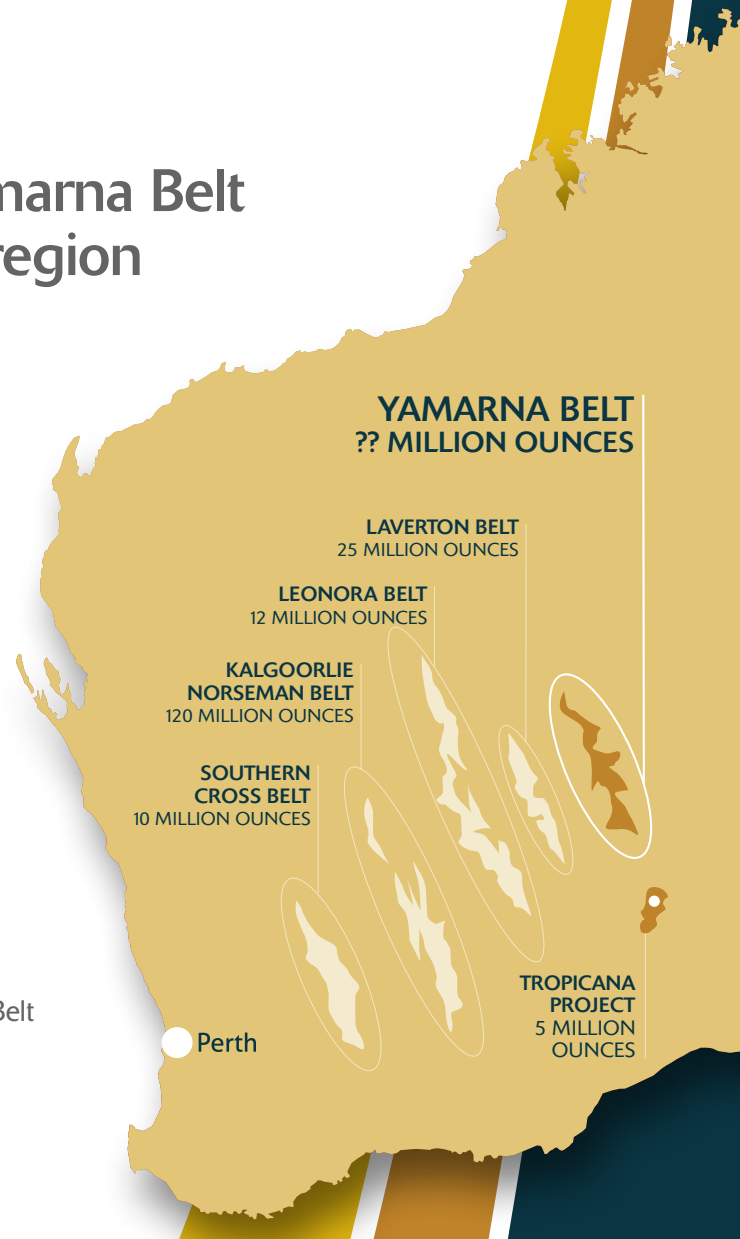 marna Belt
region
YAMARNA BELT
?? MILLION OUNCES
LAVERTON BELT
25 MILLION OUNCES
LEONORA BELT
12 MILLION OUNCES
KALGOORLIE
NORSEMAN BELT
120 MILLION OUNCES
SOUTHERN
CROSS BELT
10 MILLION OUNCES
TROPICANA
PROJECT
5 MILLION
OUNCES
Belt
Perth